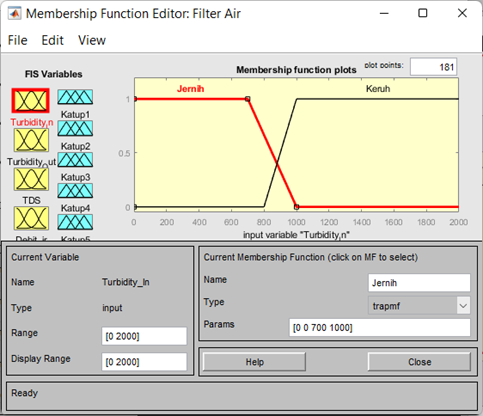 Membership Function Editor: Filter Air
File Edit View
FIS Variables
Membership function plots
plot points:
181
Turbidity,n
Turbidity,ut
TDS
Katup1
Katup2
Katup3
Katup4
Jernih
Keruh
1
0.5
0
0 200 400 600 800 1000 1200 1400 1600 1800 2000
input variable "Turbidity,n"
Current Variable
Name Turbidity_In
Type input
Range [0 2000]
Display Range [0 2000]
Current Membership Function (click on MF to select)
Name Jernih
Type trapmf
Params [0 0 700 1000]
Help Close
Ready